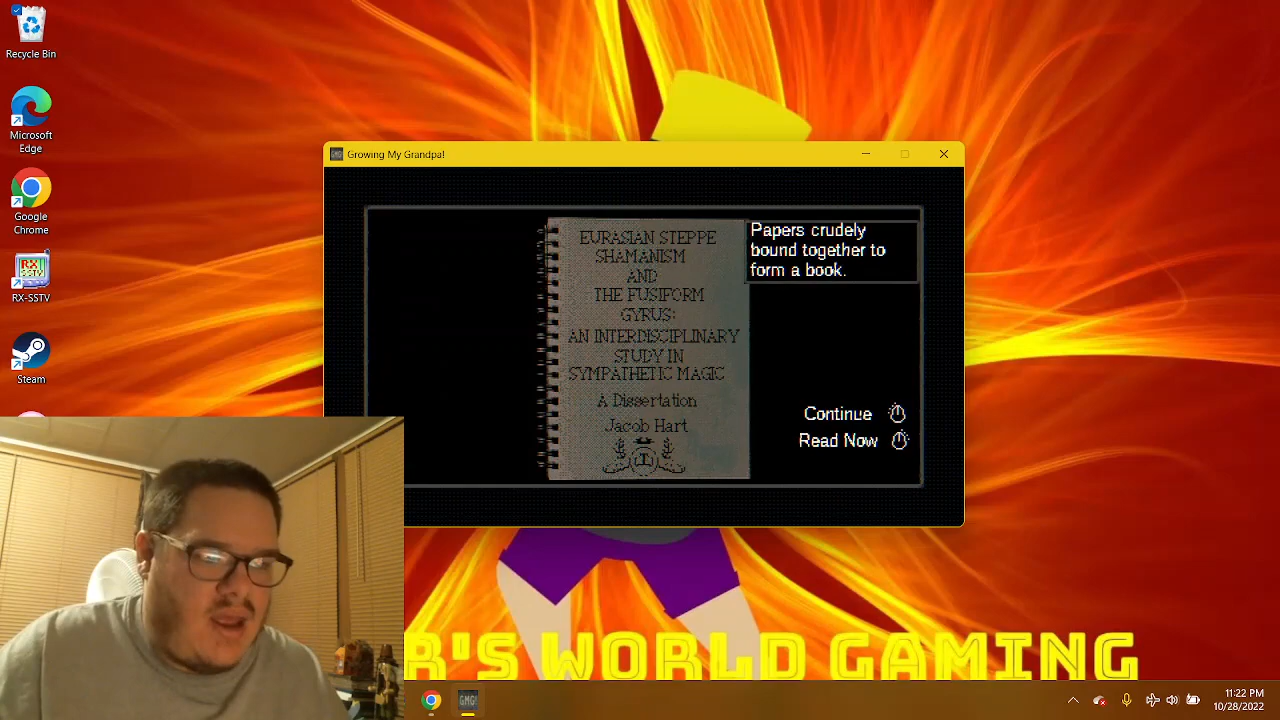 Recycle Bin
Microsoft
Edge
Google
Chrome
RX-SSTV
Steam
Growing My Grandpa!
EURASIAN STEPPE
SHAMANISM
AND
THE FUSIFORM
GYRUS:
AN INTERDISCIPLINARY
STUDY IN
SYMPATHETIC MAGIC
A Dissertation
Jacob Hart
Papers crudely
bound together to
form a book.
Continue
Read Now
R'S WORLD GAMING
GMG!
11:22 PM
10/28/2022